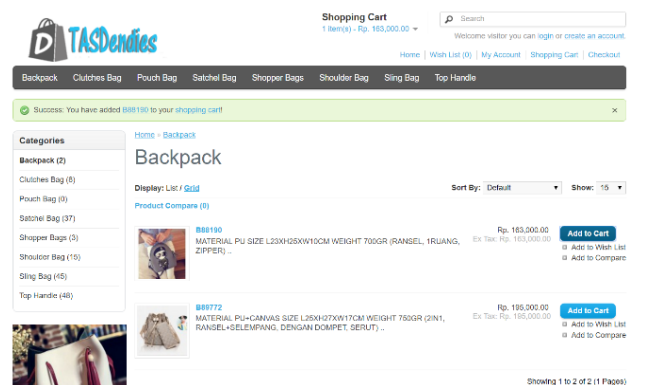 TASDendies
Shopping Cart
1 item(s) - Rp. 163,000.00
Search
Welcome visitor you can login or create an account.
Home Wish List (0) My Account Shopping Cart Checkout
Backpack Clutches Bag Pouch Bag Satchel Bag Shopper Bags Shoulder Bag Sling Bag Top Handle
Success: You have added B88190 to your shopping cart!
Categories
Backpack (2)
Clutches Bag (8)
Pouch Bag (0)
Satchel Bag (37)
Shopper Bags (3)
Shoulder Bag (15)
Sling Bag (45)
Top Handle (48)
Home » Backpack
Backpack
Display: List / Grid
Sort By: Default
Show: 15
Product Compare (0)
B88190
MATERIAL PU SIZE L23XH25XW10CM WEIGHT 700GR (RANSEL, 1RUANG,
ZIPPER) ..
Rp. 163,000.00
Ex Tax: Rp. 163,000.00
Add to Cart
Add to Wish List
Add to Compare
B89772
MATERIAL PU+CANVAS SIZE L25XH27XW17CM WEIGHT 750GR (2IN1,
RANSEL+SELEMPANG, DENGAN DOMPET, SERUT) ..
Rp. 195,000.00
Ex Tax: Rp. 195,000.00
Add to Cart
Add to Wish List
Add to Compare
Showing 1 to 2 of 2 (1 Pages)